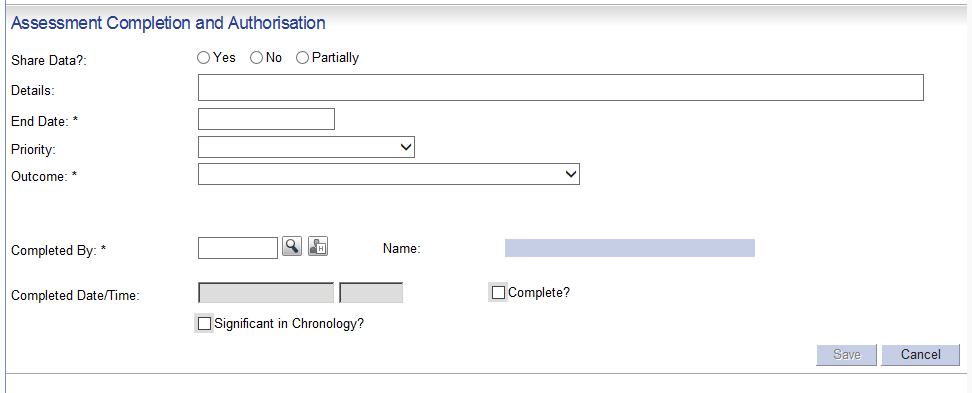 Assessment Completion and Authorisation
Share Data?: Yes No Partially
Details:
End Date: *
Priority:
Outcome: *
Completed By: * H Name:
Completed Date/Time: Complete?
Significant in Chronology?
Save Cancel